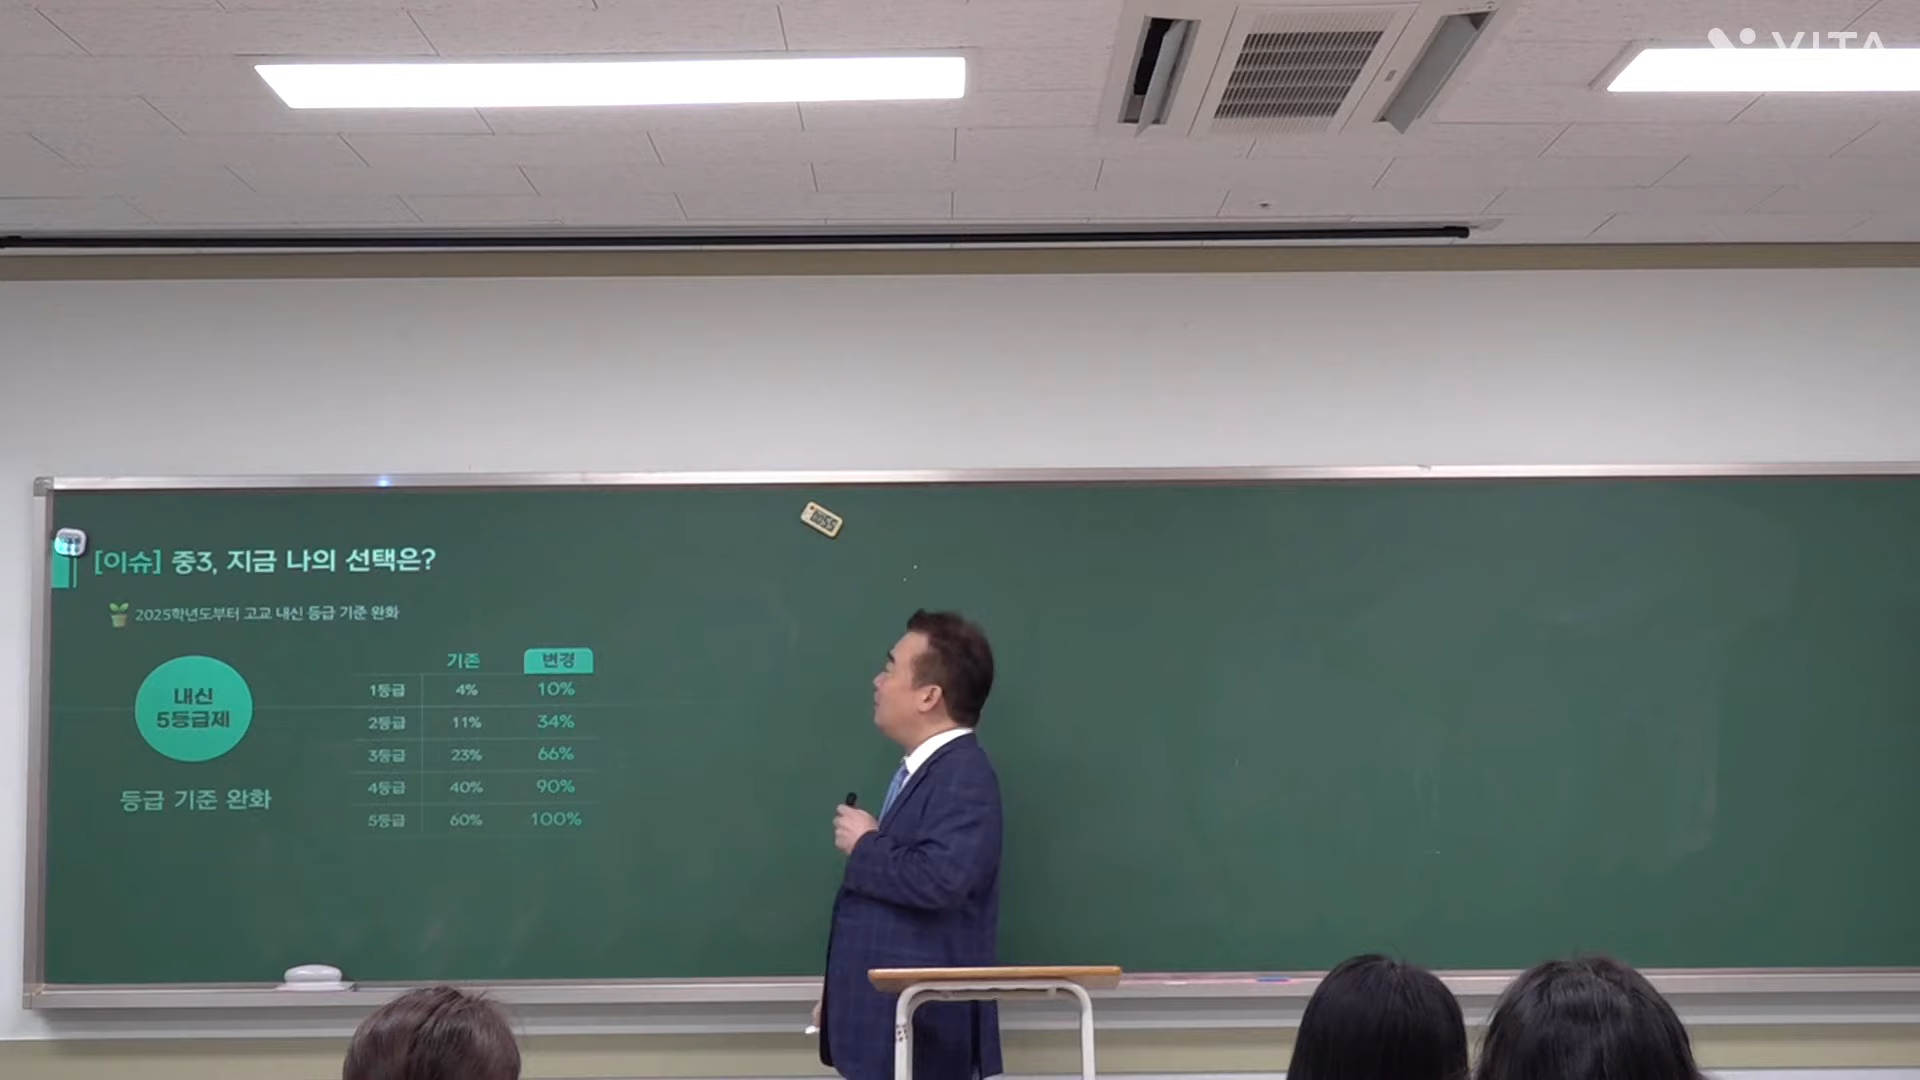 VITA
[이슈] 중3, 지금 나의 선택은?
2025학년도부터 고교 내신 등급 기준 완화
내신
5등급제
등급 기준 완화
기존 변경
1등급 4% 10%
2등급 11% 34%
3등급 23% 66%
4등급 40% 90%
5등급 60% 100%